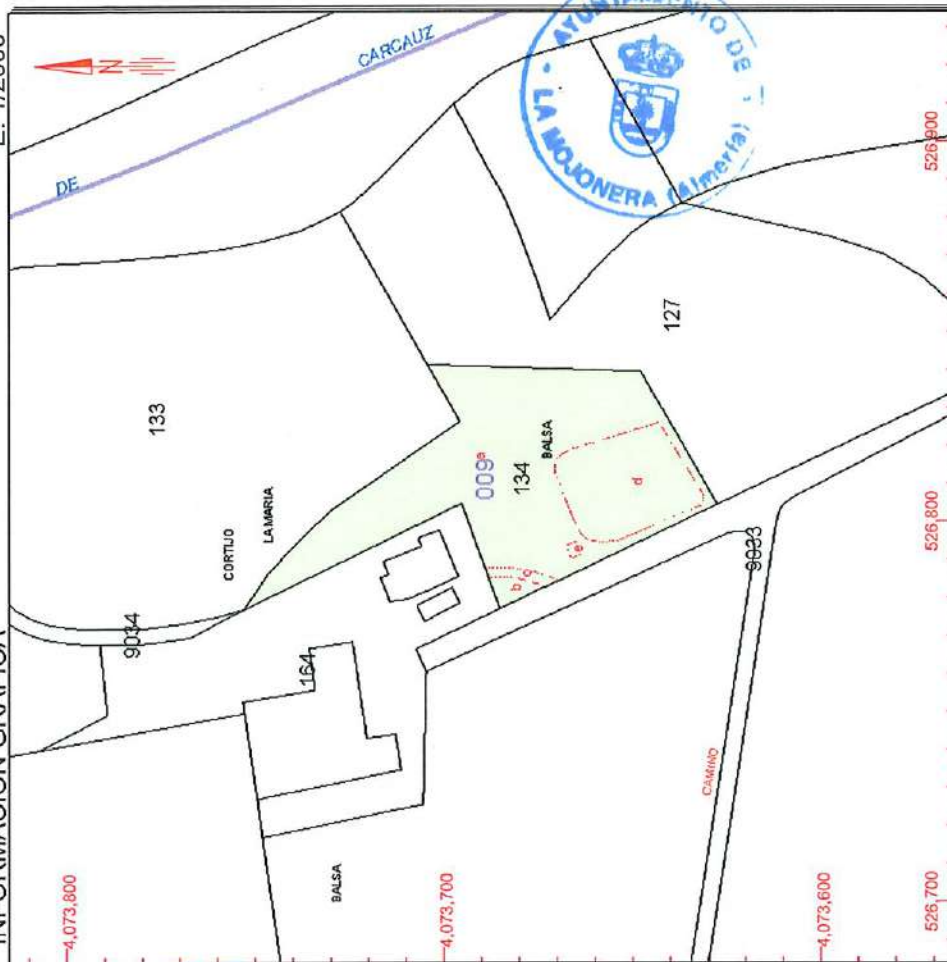 INFORMACIÓN GRÁFICA E: 1/2000
N
DE CARCAUZ
AYUNTAMIENTO DE
LA MOJONERA (Almería)
133
CORTIJO
LA MARIA
9034
164
009a
134
BALSA
127
b
c
e
d
BALSA
CAMINO
9033
4,073,800
4,073,700
4,073,600
526,700
526,800
526,900